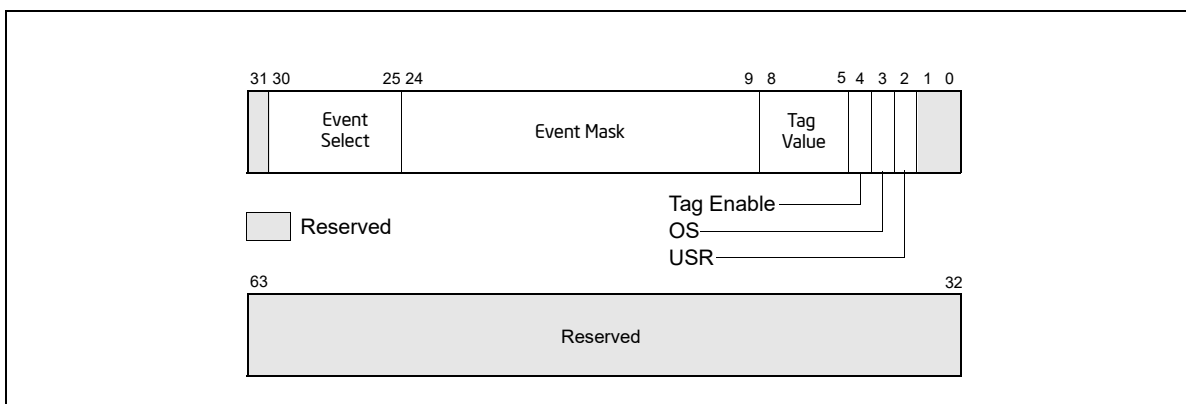 31 30 25 24 9 8 5 4 3 2 1 0
Event
Select
Event Mask
Tag
Value
Tag Enable
OS
USR
Reserved
63 32
Reserved